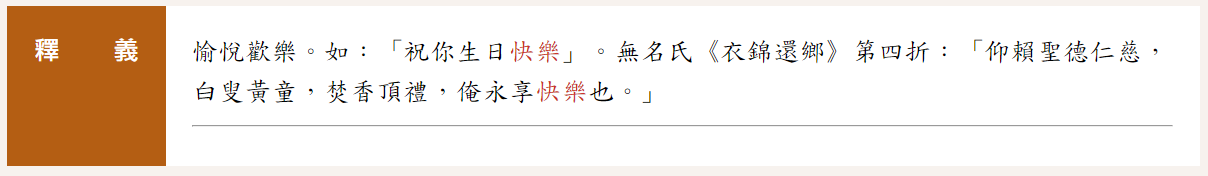 釋義
愉悅歡樂。如：「祝你生日快樂」。無名氏《衣錦還鄉》第四折：「仰賴聖德仁慈，
白叟黃童，焚香頂禮，俺永享快樂也。」